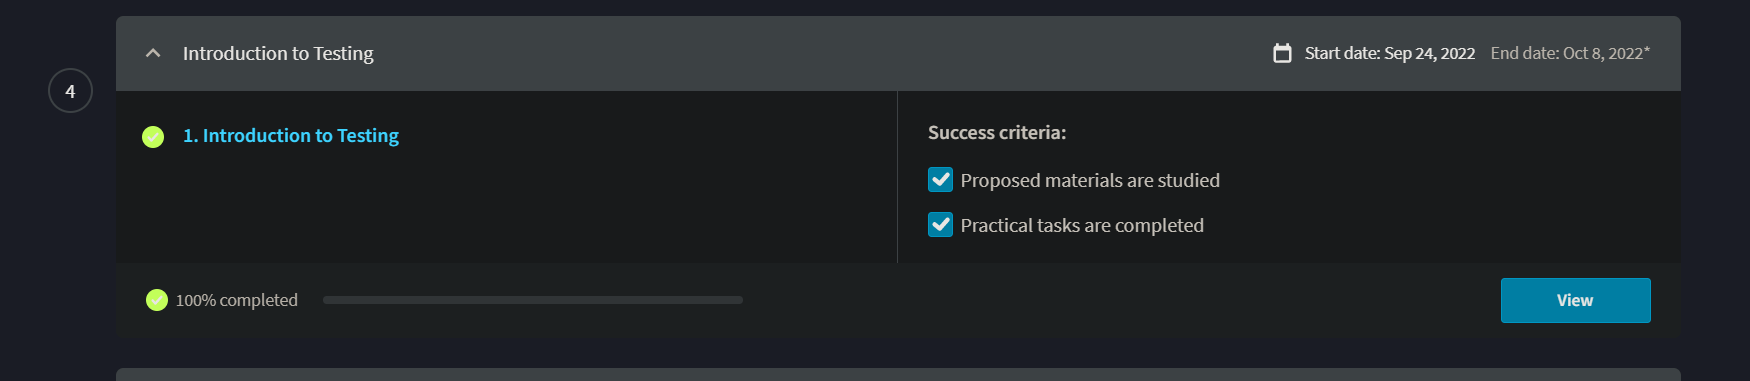 4
Introduction to Testing
Start date: Sep 24, 2022 End date: Oct 8, 2022*
1. Introduction to Testing
Success criteria:
Proposed materials are studied
Practical tasks are completed
100% completed
View